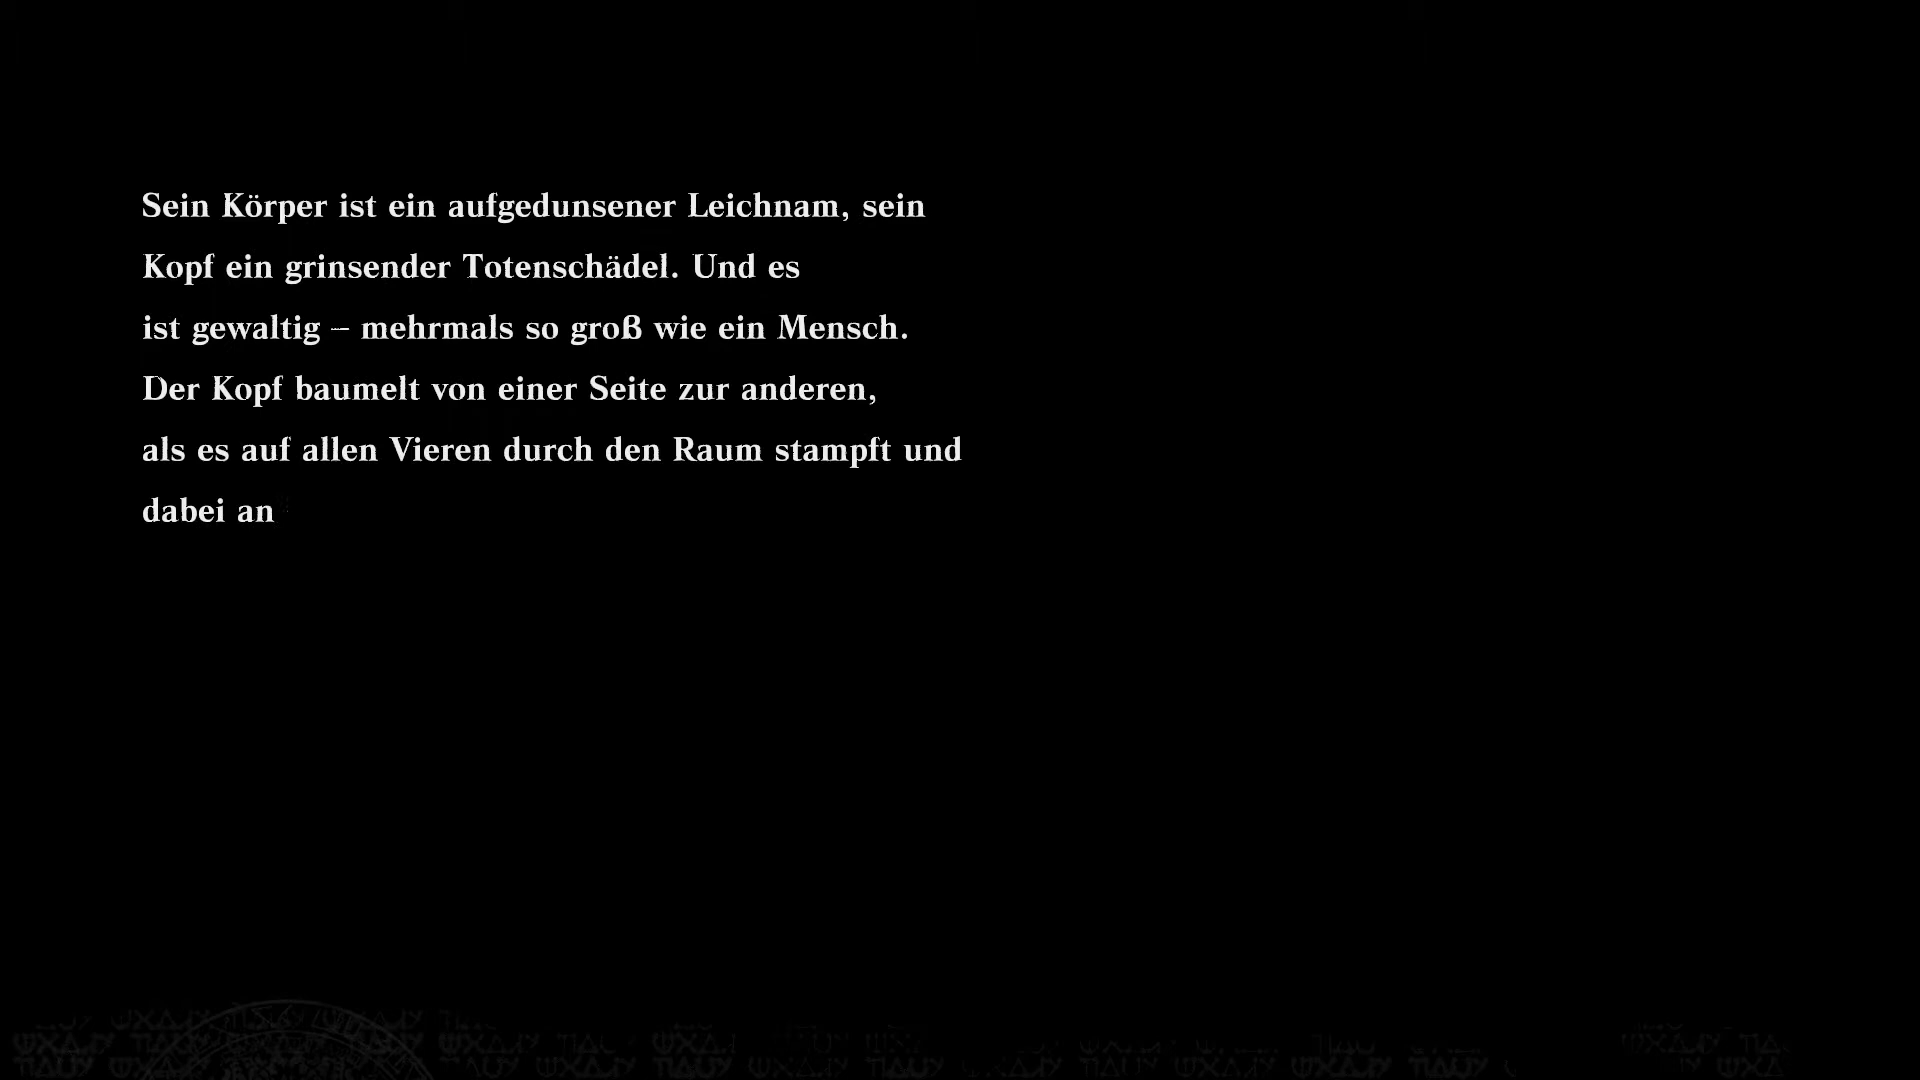 Sein Körper ist ein aufgedunsener Leichnam, sein
Kopf ein grinsender Totenschädel. Und es
ist gewaltig – mehrmals so groß wie ein Mensch.
Der Kopf baumelt von einer Seite zur anderen,
als es auf allen Vieren durch den Raum stampft und
dabei an